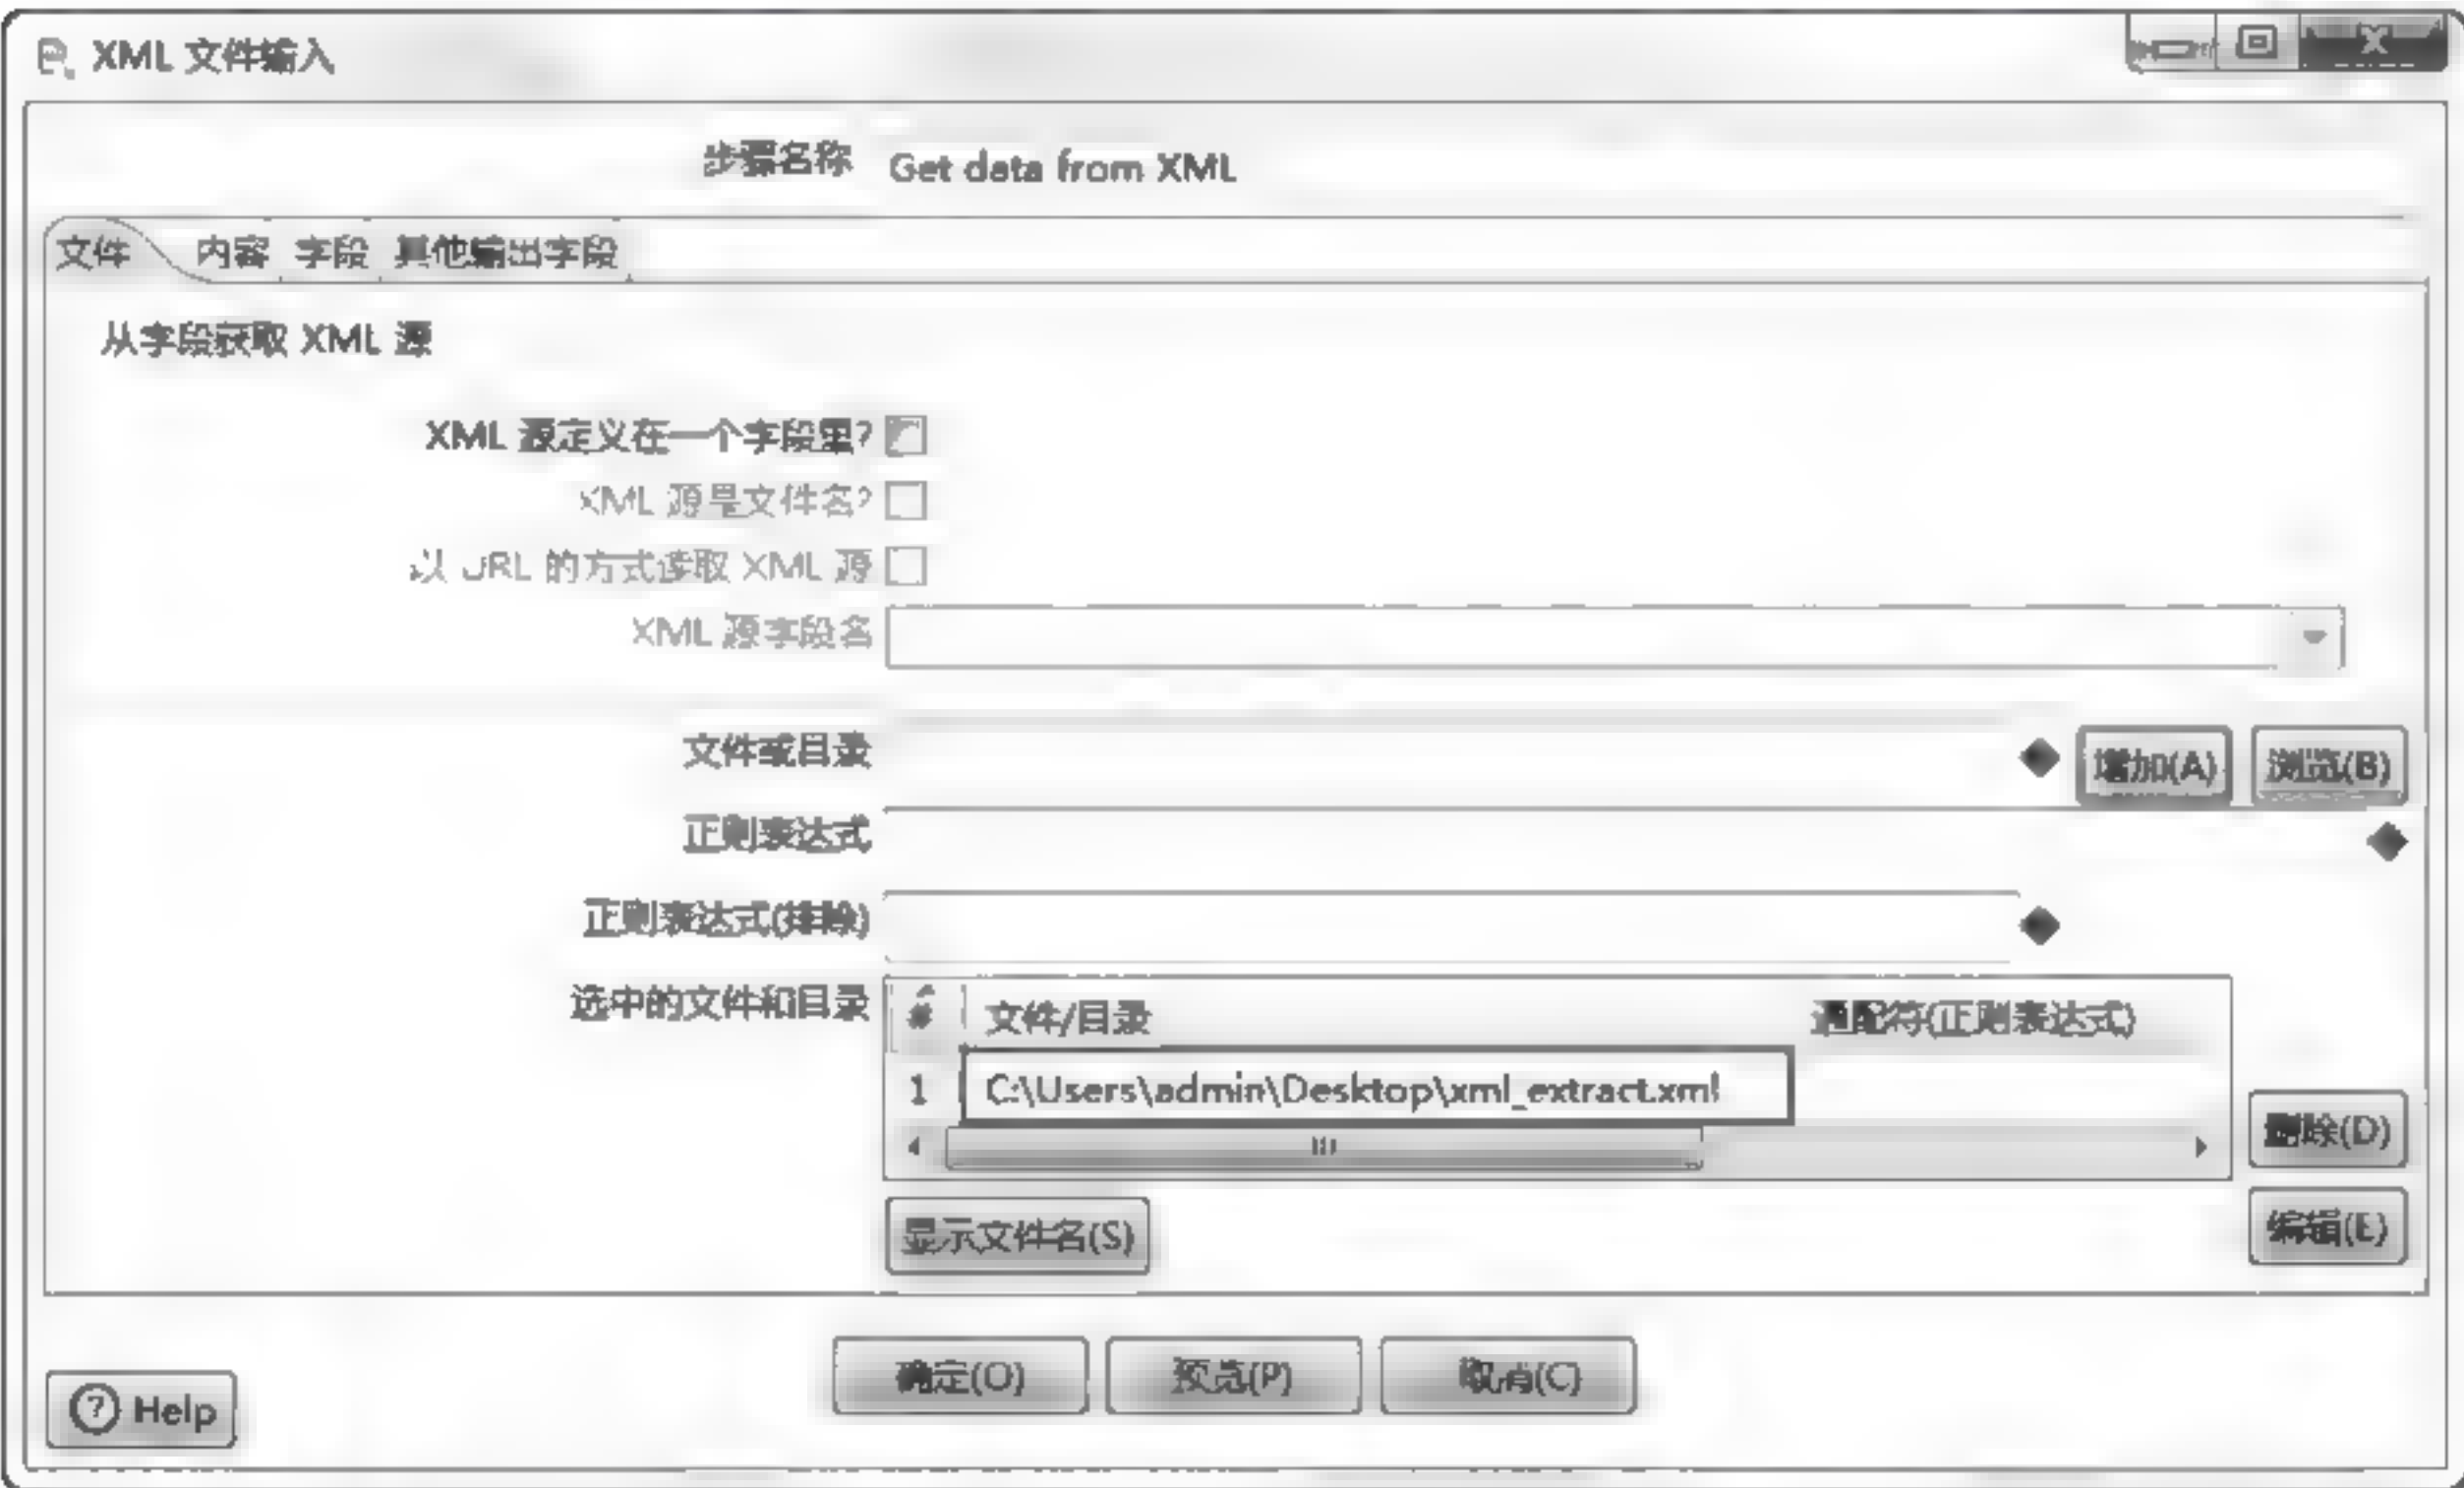 XML 文件输入
步骤名称 Get data from XML
文件 内容 字段 其他输出字段
从字段获取 XML 源
XML 源定义在一个字段里?
XML 源是文件名?
以 URL 的方式读取 XML 源
XML 源字段名
文件或目录 增加(A) 浏览(B)
正则表达式
正则表达式(排除)
选中的文件和目录 # 文件/目录 通配符(正则表达式)
1 C:\Users\admin\Desktop\xml_extract.xml
删除(D)
显示文件名(S) 编辑(E)
确定(O) 预览(P) 取消(C)
? Help